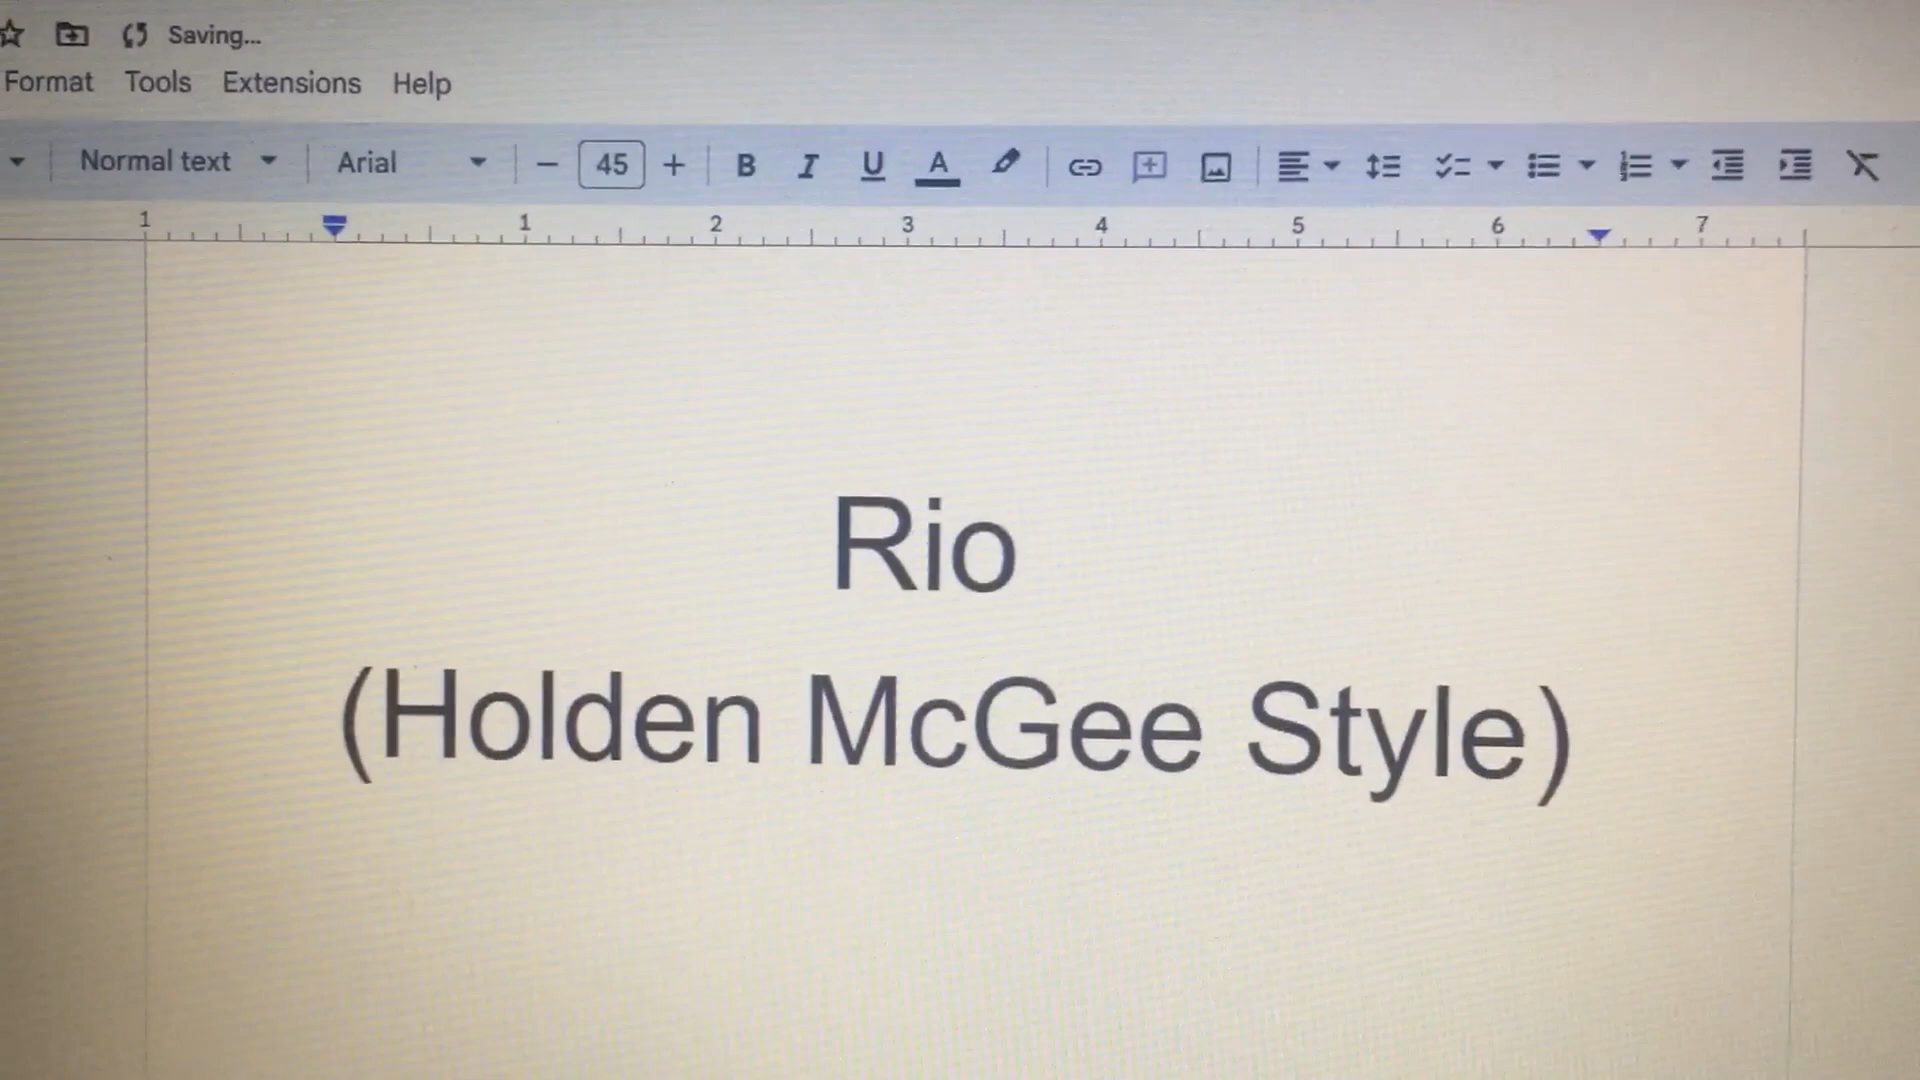 Saving...
Format Tools Extensions Help
Normal text Arial — 45 + B I U A
1 1 2 3 4 5 6 7
Rio
(Holden McGee Style)